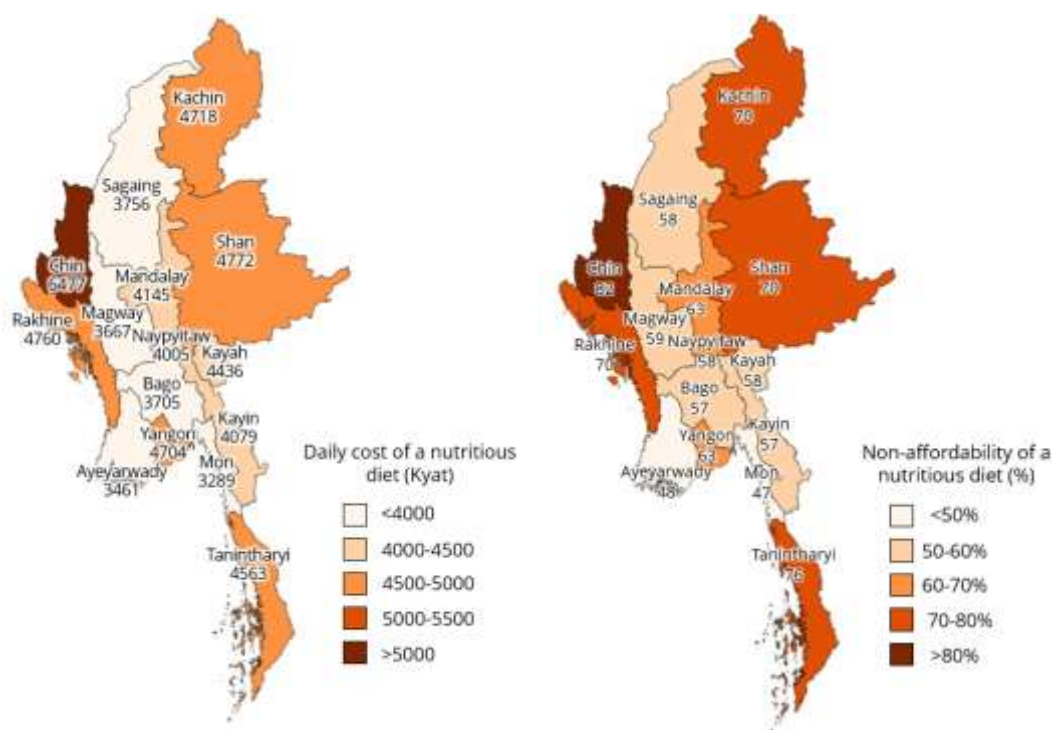 Kachin
4718
Sagaing
3756
Shan
4772
Chin
6477
Mandalay
4145
Rakhine
4760
Magway
3667
Naypyitaw
4005
Kayah
4436
Bago
3705
Kayin
4079
Yangon
4704
Mon
3289
Ayeyarwady
3461
Tanintharyi
4563
Daily cost of a nutritious
diet (Kyat)
<4000
4000-4500
4500-5000
5000-5500
>5000
Kachin
70
Sagaing
58
Shan
70
Chin
82
Mandalay
63
Magway
59
Naypyitaw
58
Rakhine
70
Kayah
58
Bago
57
Kayin
57
Yangon
63
Mon
47
Ayeyarwady
48
Tanintharyi
76
Non-affordability of a
nutritious diet (%)
<50%
50-60%
60-70%
70-80%
>80%